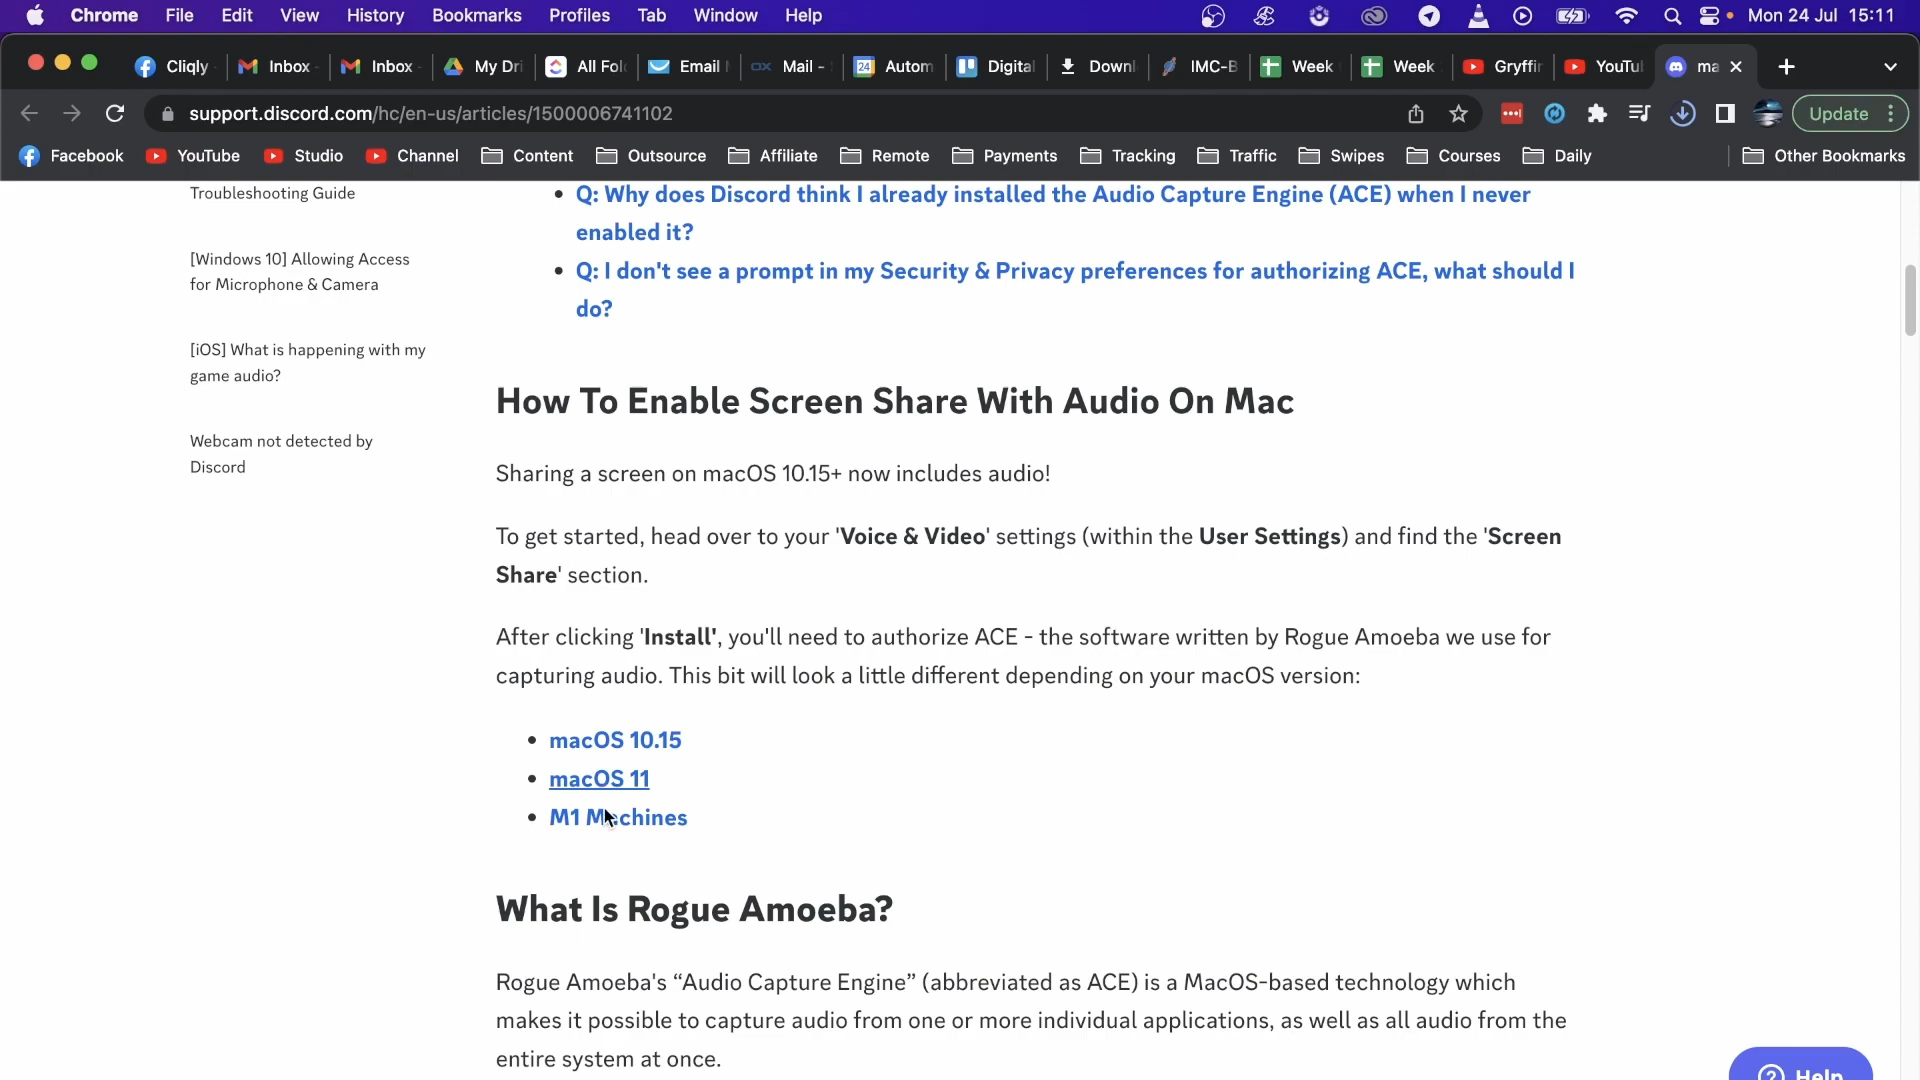 Chrome File Edit View History Bookmarks Profiles Tab Window Help Mon 24 Jul 15:11
Cliqly Inbox Inbox My Dri All Fol Email Mail - Autom Digital Downl IMC-B Week Week Gryffin YouTu ma
support.discord.com/hc/en-us/articles/1500006741102 Update
Facebook YouTube Studio Channel Content Outsource Affiliate Remote Payments Tracking Traffic Swipes Courses Daily Other Bookmarks
Troubleshooting Guide
[Windows 10] Allowing Access
for Microphone & Camera
[iOS] What is happening with my
game audio?
Webcam not detected by
Discord
• Q: Why does Discord think I already installed the Audio Capture Engine (ACE) when I never
enabled it?
• Q: I don't see a prompt in my Security & Privacy preferences for authorizing ACE, what should I
do?
How To Enable Screen Share With Audio On Mac
Sharing a screen on macOS 10.15+ now includes audio!
To get started, head over to your 'Voice & Video' settings (within the User Settings) and find the 'Screen
Share' section.
After clicking 'Install', you'll need to authorize ACE - the software written by Rogue Amoeba we use for
capturing audio. This bit will look a little different depending on your macOS version:
• macOS 10.15
• macOS 11
• M1 Machines
What Is Rogue Amoeba?
Rogue Amoeba's “Audio Capture Engine” (abbreviated as ACE) is a MacOS-based technology which
makes it possible to capture audio from one or more individual applications, as well as all audio from the
entire system at once.
Help